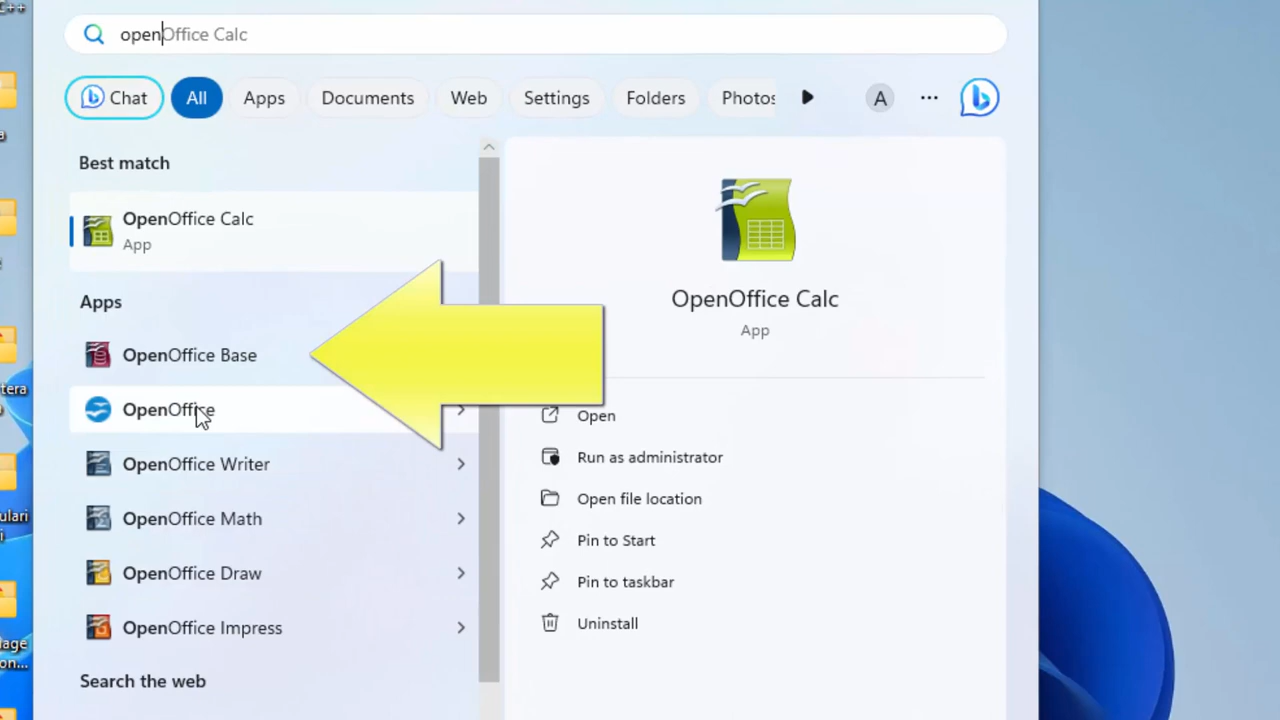 C++
openOffice Calc
Chat
All
Apps
Documents
Web
Settings
Folders
Photos
A
Best match
OpenOffice Calc
App
Apps
OpenOffice Base
OpenOffice
OpenOffice Writer
OpenOffice Math
OpenOffice Draw
OpenOffice Impress
Search the web
OpenOffice Calc
App
Open
Run as administrator
Open file location
Pin to Start
Pin to taskbar
Uninstall